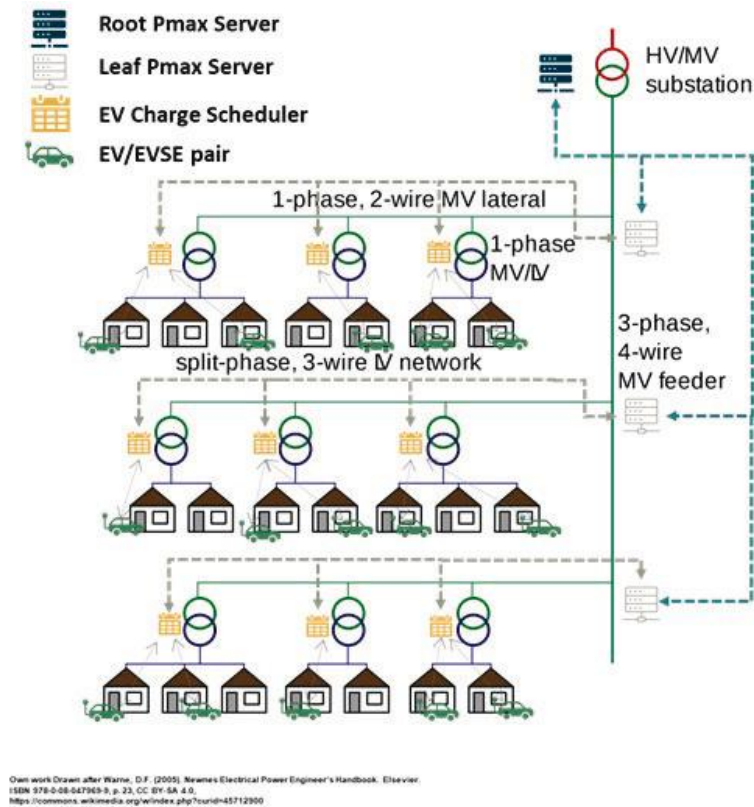 Root Pmax Server
Leaf Pmax Server
EV Charge Scheduler
EV/EVSE pair
HV/MV
substation
1-phase, 2-wire MV lateral
1-phase
MV/LV
3-phase,
4-wire
MV feeder
split-phase, 3-wire LV network
Own work Drawn after Warne, D.F. (2005). Newnes Electrical Power Engineer's Handbook. Elsevier.
ISBN 978-0-08-047969-9, p. 23, CC BY-SA 4.0,
https://commons.wikimedia.org/w/index.php?curid=45712900